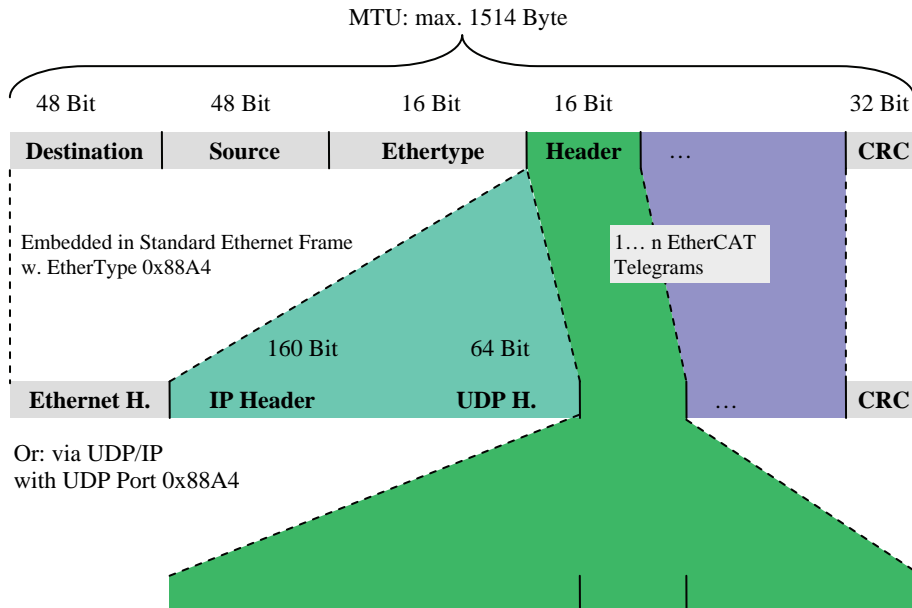 MTU: max. 1514 Byte
48 Bit 48 Bit 16 Bit 16 Bit 32 Bit
Destination Source Ethertype Header … CRC
Embedded in Standard Ethernet Frame
w. EtherType 0x88A4
1… n EtherCAT
Telegrams
160 Bit 64 Bit
Ethernet H. IP Header UDP H. … CRC
Or: via UDP/IP
with UDP Port 0x88A4